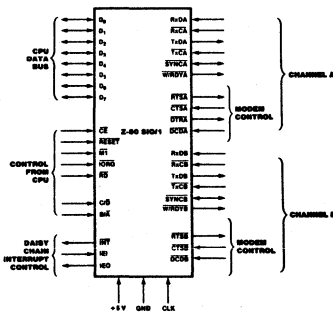 CPU
DATA
BUS
D0
D1
D2
D3
D4
D5
D6
D7
CONTROL
FROM
CPU
CE
RESET
M1
IORQ
RD
C/D
B/A
DAISY
CHAIN
INTERRUPT
CONTROL
INT
IEI
IEO
Z-80 SIO/1
RxDA
RxCA
TxDA
TxCA
SYNCA
W/RDYA
RTSA
CTSA
DTRA
DCDA
MODEM
CONTROL
CHANNEL A
RxDB
RxCB
TxDB
TxCB
SYNCB
W/RDYB
RTSB
CTSB
DCDB
MODEM
CONTROL
CHANNEL B
+5V
GND
CLK